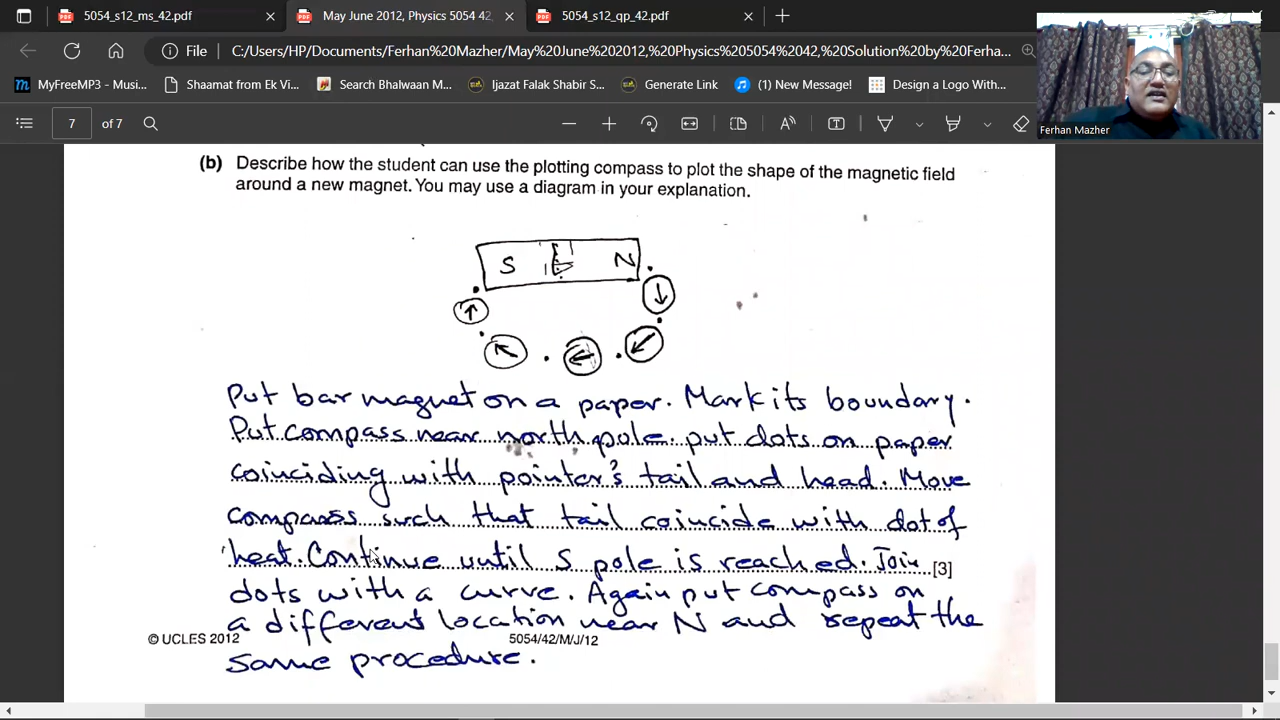 5054_s12_ms_42.pdf
May June 2012, Physics 5054 42,
5054_s12_qp_42.pdf
File
C:/Users/HP/Documents/Ferhan%20Mazher/May%20June%202012,%20Physics%205054%2042,%20Solution%20by%20Ferha...
MyFreeMP3 - Musi...
Shaamat from Ek Vi...
Search Bhalwaan M...
Ijazat Falak Shabir S...
Generate Link
(1) New Message!
Design a Logo With...
7 of 7
Ferhan Mazher
(b) Describe how the student can use the plotting compass to plot the shape of the magnetic field
around a new magnet. You may use a diagram in your explanation.
S N
Put bar magnet on a paper. Mark its boundary.
Put compass near north pole. put dots on paper
coinciding with pointer's tail and head. Move
compass such that tail coincide with dot of
heat. Continue until S pole is reached. Join [3]
dots with a curve. Again put compass on
a different location near N and repeat the
© UCLES 2012 5054/42/M/J/12
same procedure.